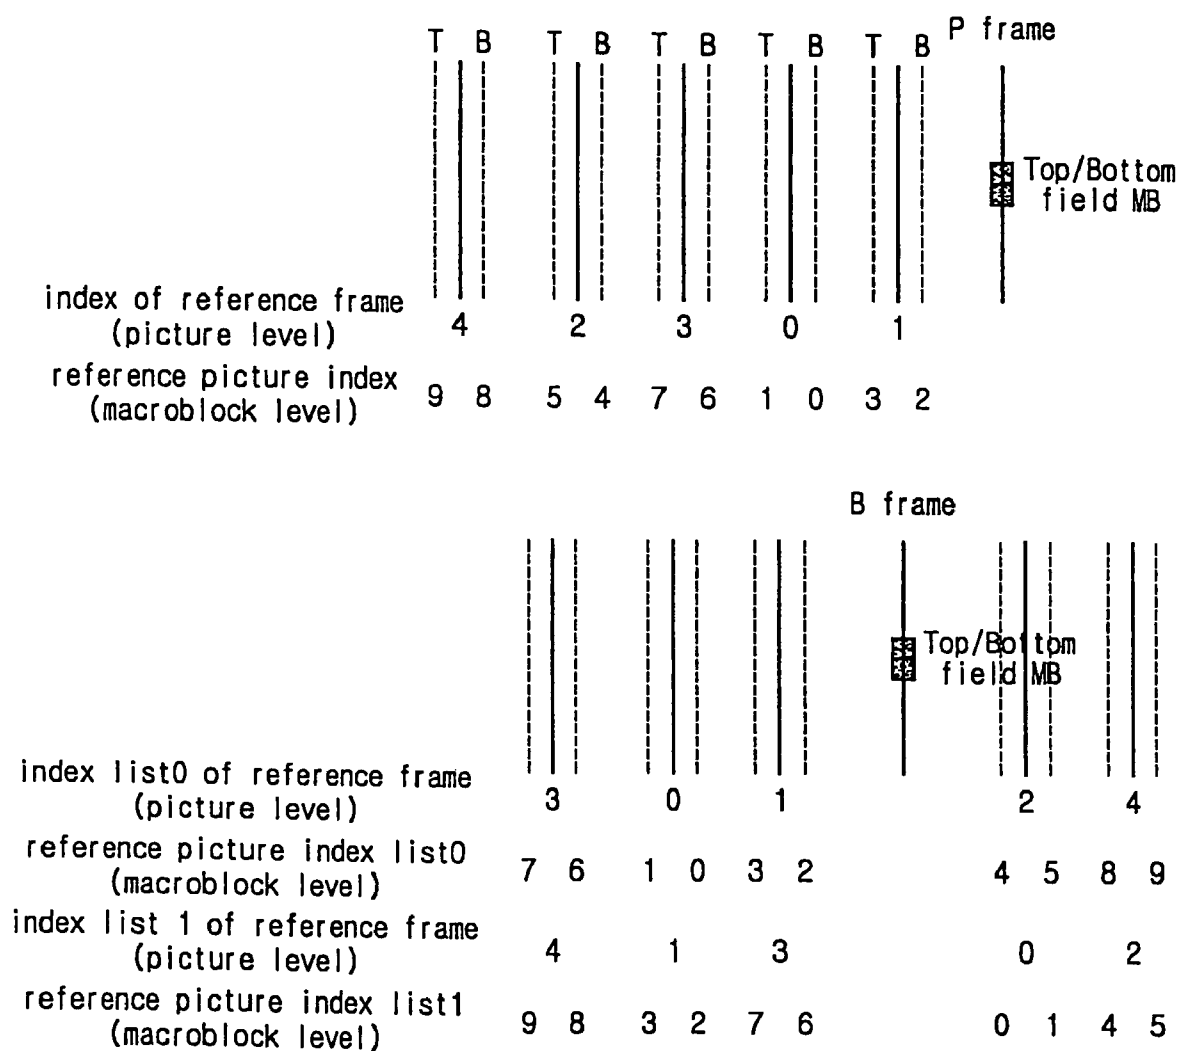 P frame
T B T B T B T B T B
Top/Bottom
field MB
index of reference frame
(picture level)
4 2 3 0 1
reference picture index
(macroblock level)
9 8 5 4 7 6 1 0 3 2
B frame
Top/Bottom
field MB
index list0 of reference frame
(picture level)
3 0 1 2 4
reference picture index list0
(macroblock level)
7 6 1 0 3 2 4 5 8 9
index list 1 of reference frame
(picture level)
4 1 3 0 2
reference picture index list1
(macroblock level)
9 8 3 2 7 6 0 1 4 5